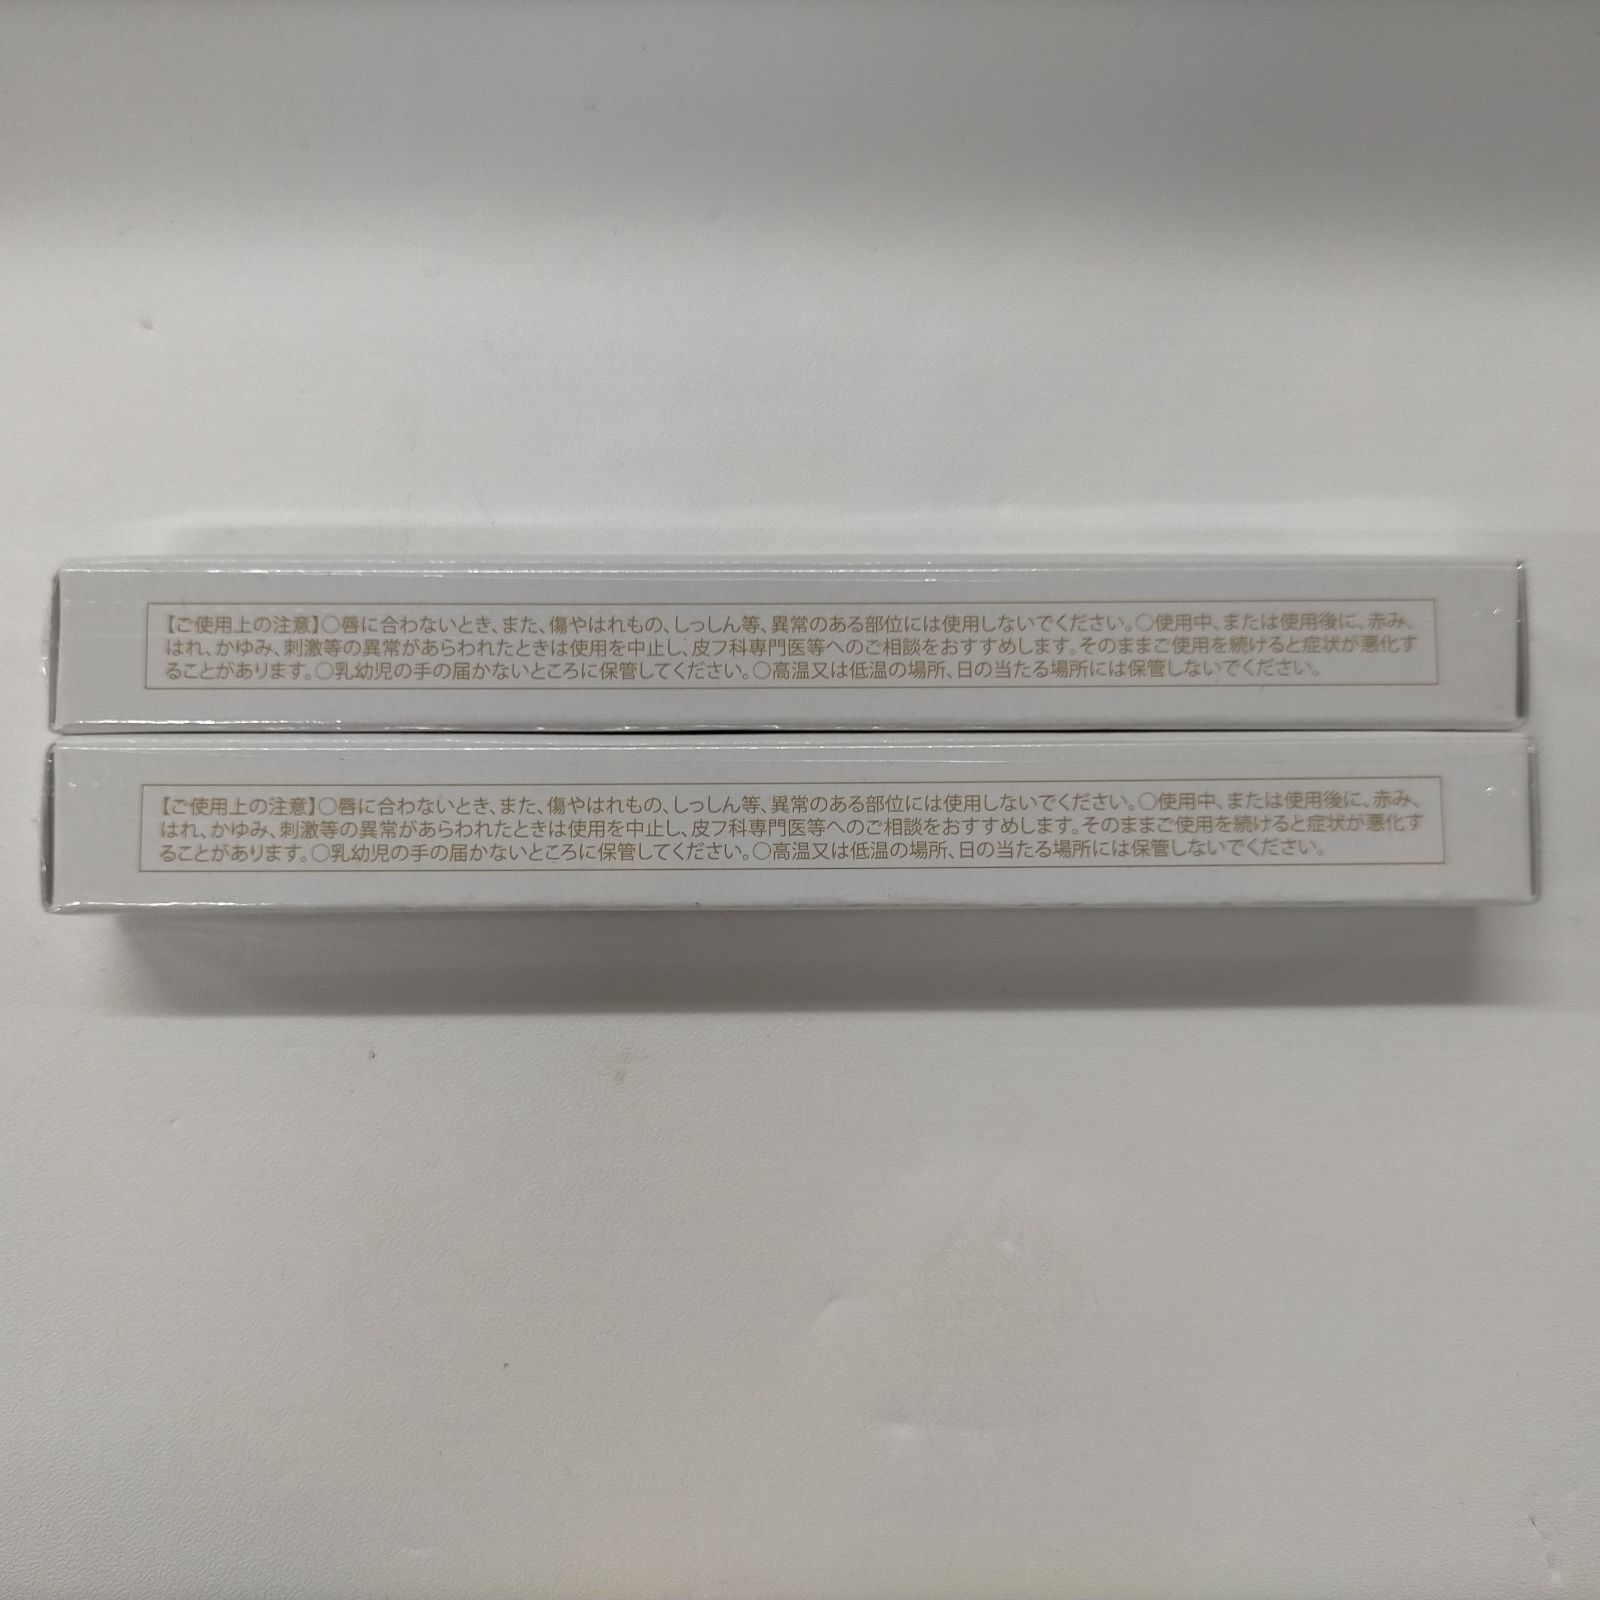 【ご使用上の注意】○唇に合わないとき、また、傷やはれもの、しっしん等、異常のある部位には使用しないでください。○使用中、または使用後に、赤み、
はれ、かゆみ、刺激等の異常があらわれたときは使用を中止し、皮フ科専門医等へのご相談をおすすめします。そのままご使用を続けると症状が悪化す
ることがあります。○乳幼児の手の届かないところに保管してください。○高温又は低温の場所、日の当たる場所には保管しないでください。
【ご使用上の注意】○唇に合わないとき、また、傷やはれもの、しっしん等、異常のある部位には使用しないでください。○使用中、または使用後に、赤み、
はれ、かゆみ、刺激等の異常があらわれたときは使用を中止し、皮フ科専門医等へのご相談をおすすめします。そのままご使用を続けると症状が悪化す
ることがあります。○乳幼児の手の届かないところに保管してください。○高温又は低温の場所、日の当たる場所には保管しないでください。